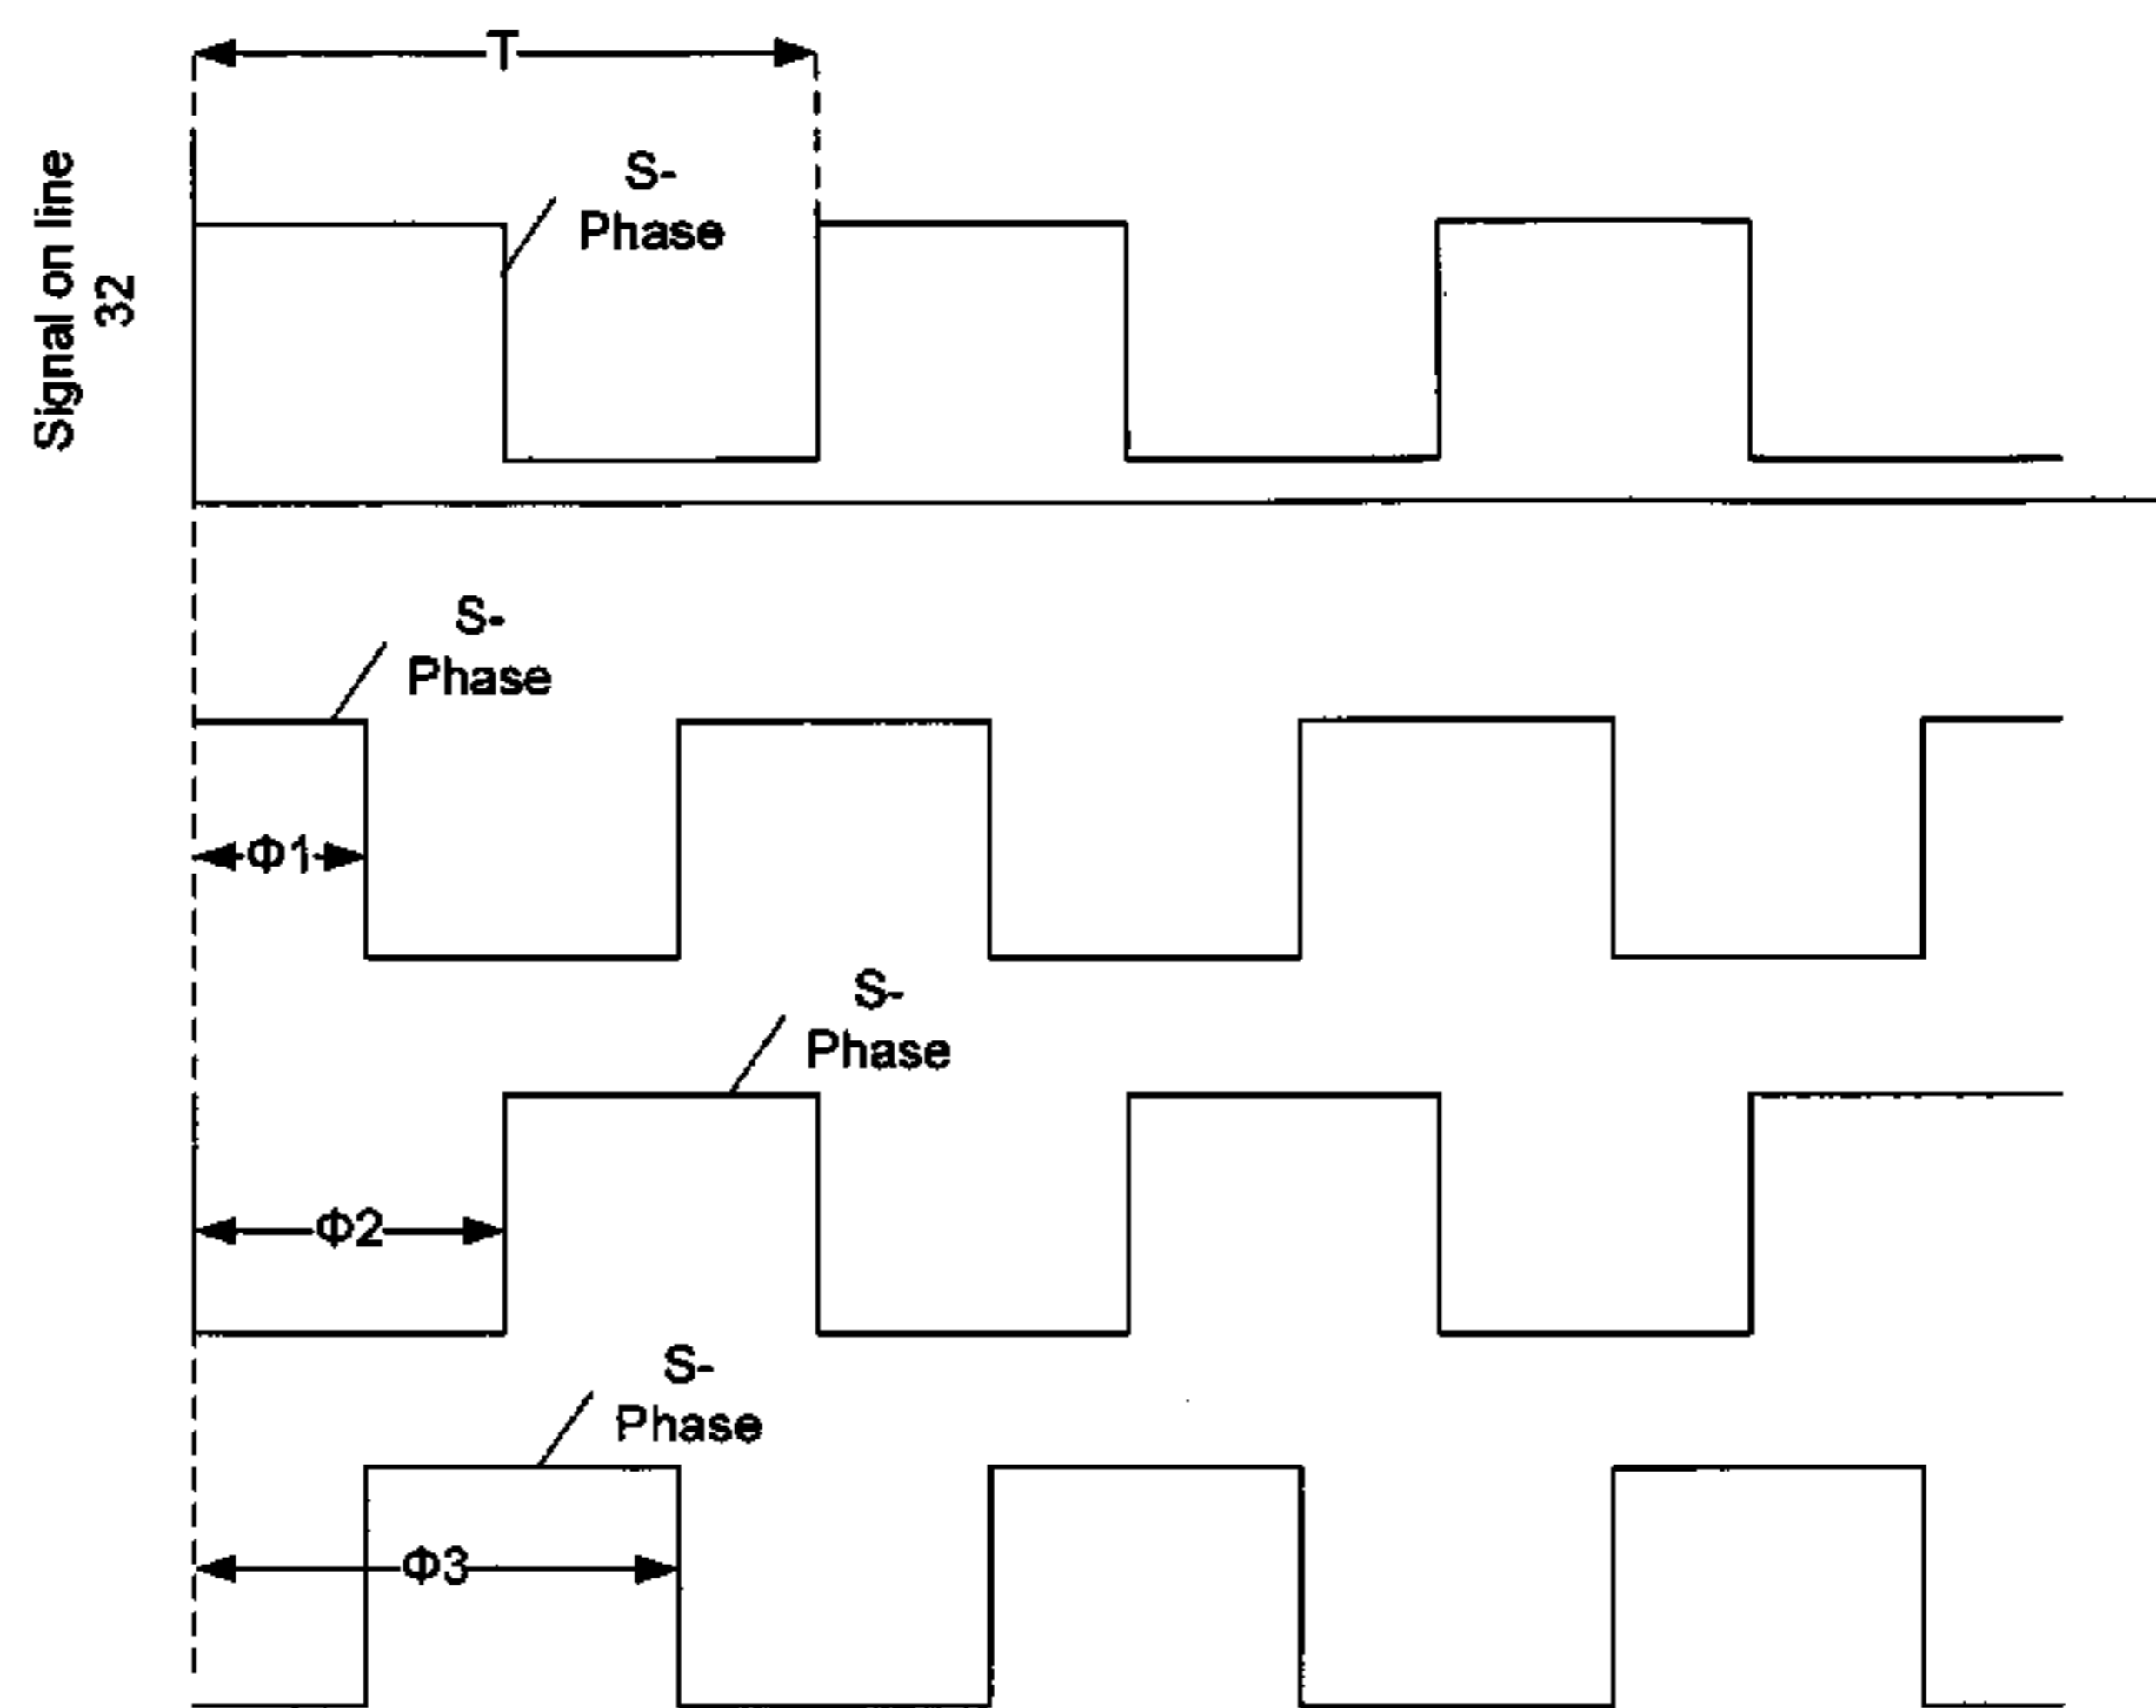 T
Signal on line
32
S-
Phase
S-
Phase
Φ1
S-
Phase
Φ2
S-
Phase
Φ3